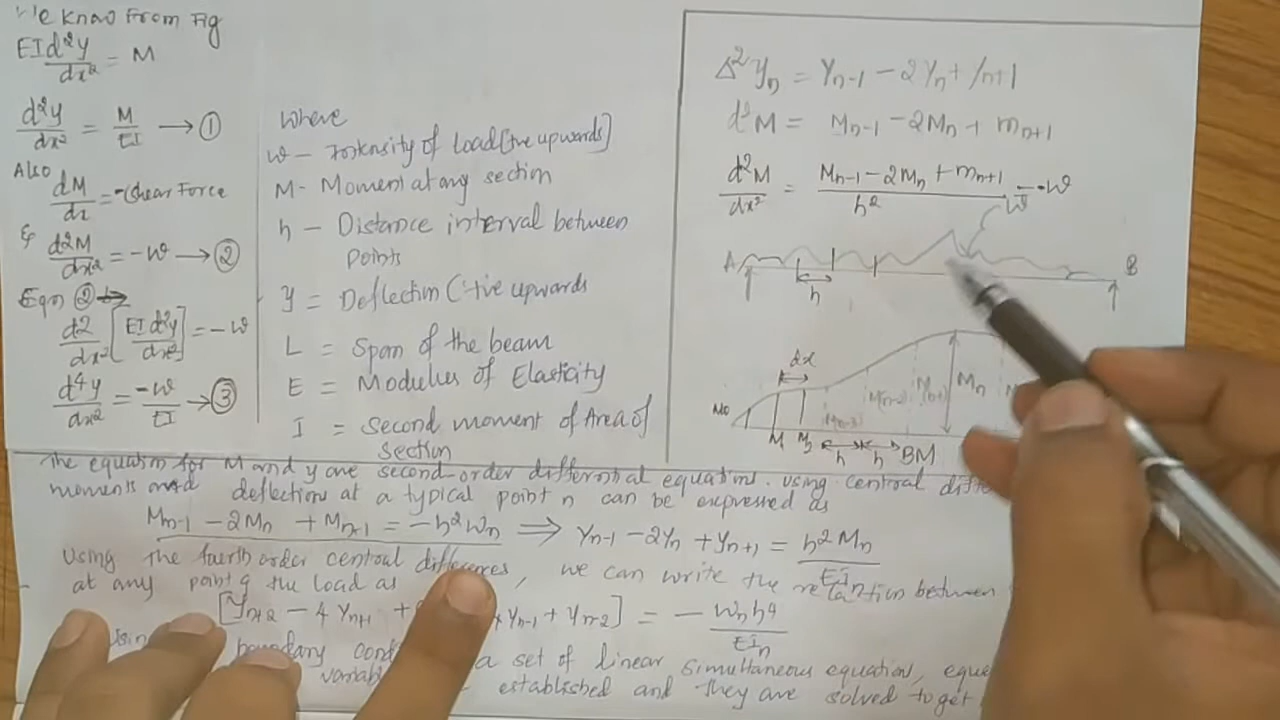 We know From Fig
EI d²y/dx² = M
d²y/dx² = M/EI → ①
Also
dM/dx = -Shear Force
& d²M/dx² = -w → ②
Eqn ② →
d²/dx² [EI d²y/dx²] = -w
d⁴y/dx² = -w/EI → ③
where
w - Intensity of Load [+ve upwards]
M - Moment at any section
h - Distance interval between
points
y = Deflection (+ve upwards
L = Span of the beam
E = Modulus of Elasticity
I = Second moment of Area of
Section
Δ²yn = Yn-1 - 2Yn + Yn+1
d²M = Mn-1 - 2Mn + mn+1
d²M/dx² = Mn-1 - 2Mn + mn+1/h² = -w
w
A B
h
dx
M0 M M2 M(n-2) Mn
h h BM
The equation for M and y are second-order differential equation. using central
moments and deflection at a typical point n can be expressed as
Mn-1 - 2Mn + Mn+1 = -h²wn ⇒ Yn-1 - 2Yn + Yn+1 = h²Mn/EIn
Using the fourth order central differences, we can write the relation between
at any point q the load as
[Yn+2 - 4Yn+1 + Yn-1 + Yn-2] = - wnh4/EIn
boundary a set of linear simultaneous equation,
established and they are solved to get